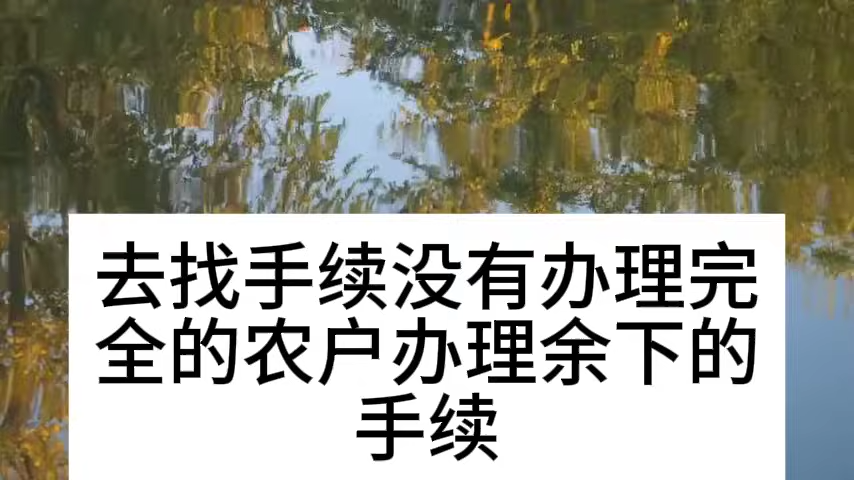 去找手续没有办理完
全的农户办理余下的
手续